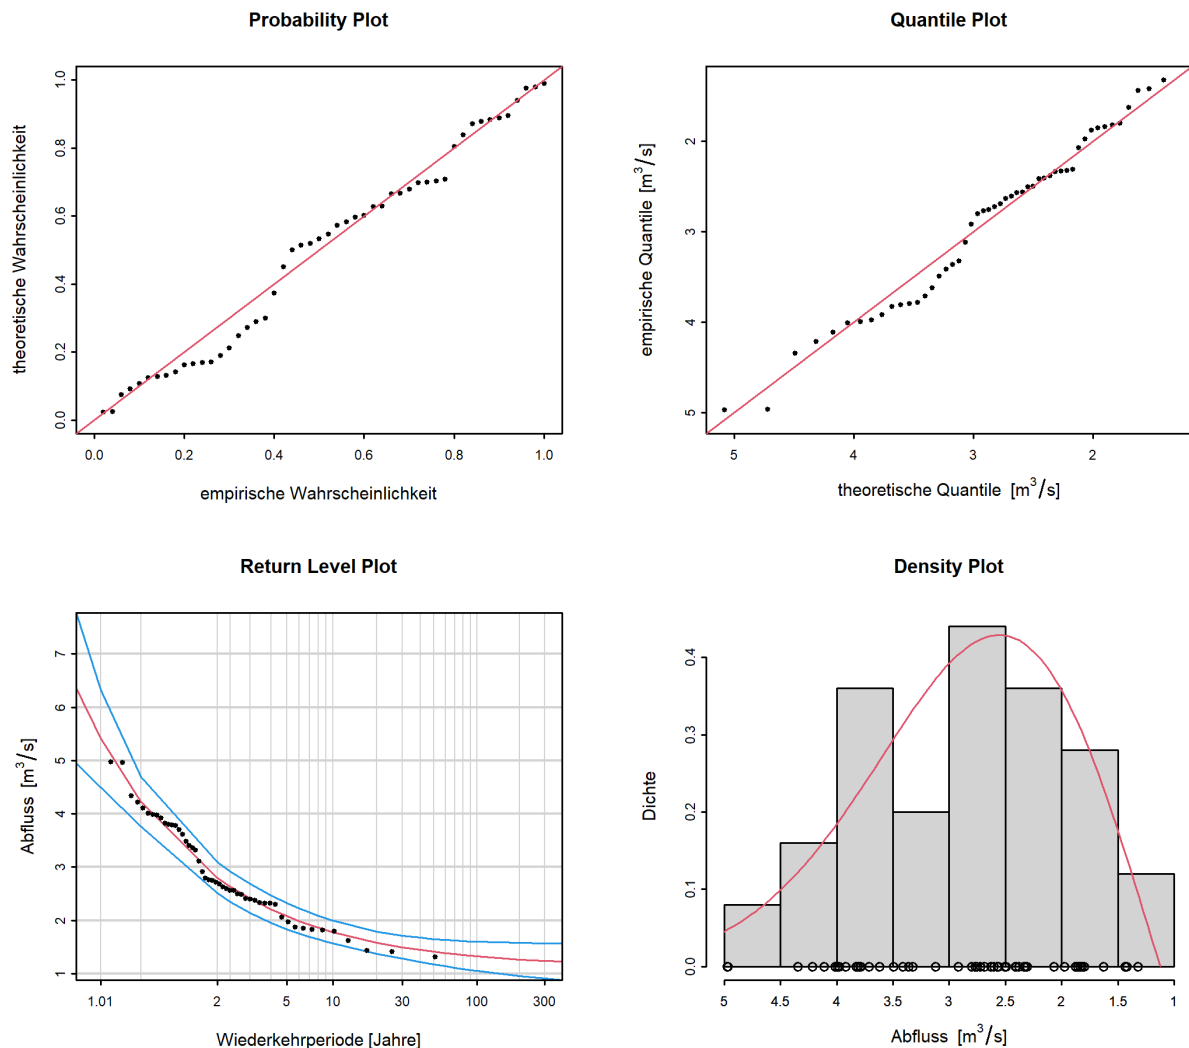 Probability Plot
theoretische Wahrscheinlichkeit
0.0 0.2 0.4 0.6 0.8 1.0
0.0 0.2 0.4 0.6 0.8 1.0
empirische Wahrscheinlichkeit
Quantile Plot
empirische Quantile [m³/s]
2 3 4 5
5 4 3 2
theoretische Quantile [m³/s]
Return Level Plot
Abfluss [m³/s]
1 2 3 4 5 6 7
1.01 2 5 10 30 100 300
Wiederkehrperiode [Jahre]
Density Plot
Dichte
0.0 0.1 0.2 0.3 0.4
5 4.5 4 3.5 3 2.5 2 1.5 1
Abfluss [m³/s]